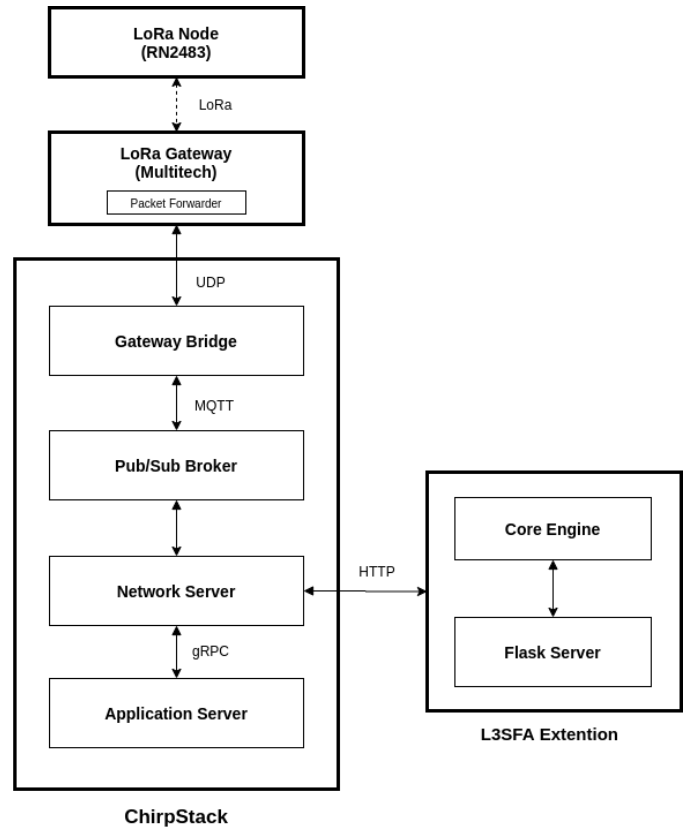 LoRa Node
(RN2483)
LoRa
LoRa Gateway
(Multitech)
Packet Forwarder
UDP
Gateway Bridge
MQTT
Pub/Sub Broker
Network Server
gRPC
Application Server
ChirpStack
HTTP
Core Engine
Flask Server
L3SFA Extention